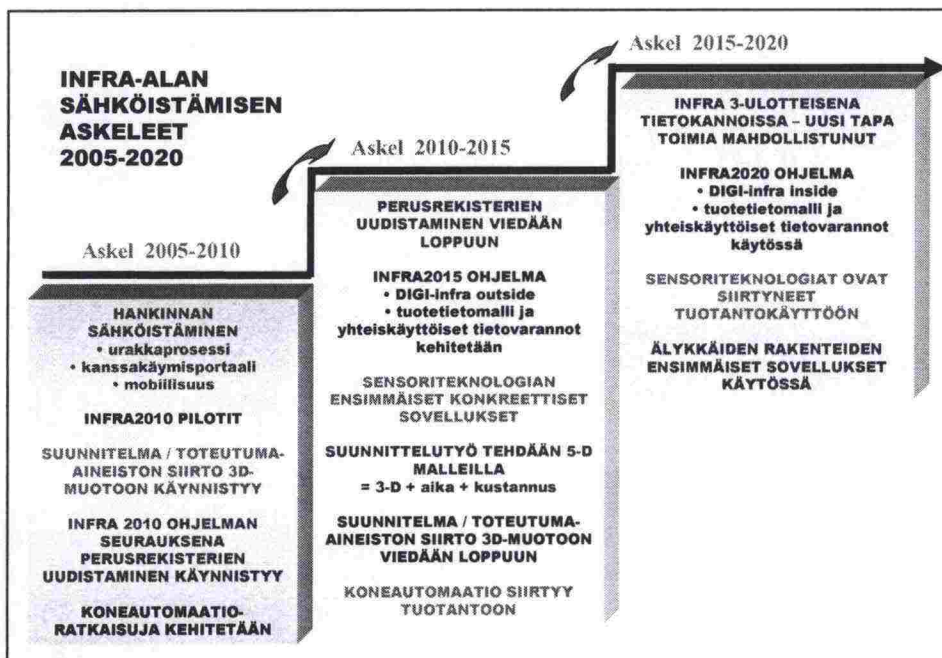 INFRA-ALAN
SÄHKÖISTÄMISEN
ASKELEET
2005-2020
Askel 2005-2010
HANKINNAN
SÄHKÖISTÄMINEN
• urakkaprosessi
• kanssakäymisportaali
• mobiilisuus
INFRA2010 PILOTIT
SUUNNITELMA / TOTEUTUMA-
AINEISTON SIIRTO 3D-
MUOTOON KÄYNNISTYY
INFRA 2010 OHJELMAN
SEURAUKSENA
PERUSREKISTERIEN
UUDISTAMINEN KÄYNNISTYY
KONEAUTOMAATIO-
RATKAISUJA KEHITETÄÄN
Askel 2010-2015
PERUSREKISTERIEN
UUDISTAMINEN VIEDÄÄN
LOPPUUN
INFRA2015 OHJELMA
• DIGI-infra outside
• tuotetietomalli ja
yhteiskäyttöiset tietovarannot
kehitetään
SENSORITEKNOLOGIAN
ENSIMMÄISET KONKREETTISET
SOVELLUKSET
SUUNNITTELUTYÖ TEHDÄÄN 5-D
MALLEILLA
= 3-D + aika + kustannus
SUUNNITELMA / TOTEUTUMA-
AINEISTON SIIRTO 3D-MUOTOON
VIEDÄÄN LOPPUUN
KONEAUTOMAATIO SIIRTYY
TUOTANTOON
Askel 2015-2020
INFRA 3-ULOTTEISENA
TIETOKANNOISSA – UUSI TAPA
TOIMIA MAHDOLLISTUNUT
INFRA2020 OHJELMA
• DIGI-infra inside
• tuotetietomalli ja
yhteiskäyttöiset tietovarannot
käytössä
SENSORITEKNOLOGIAT OVAT
SIIRTYNEET
TUOTANTOKÄYTTÖÖN
ÄLYKKÄIDEN RAKENTEIDEN
ENSIMMÄISET SOVELLUKSET
KÄYTÖSSÄ